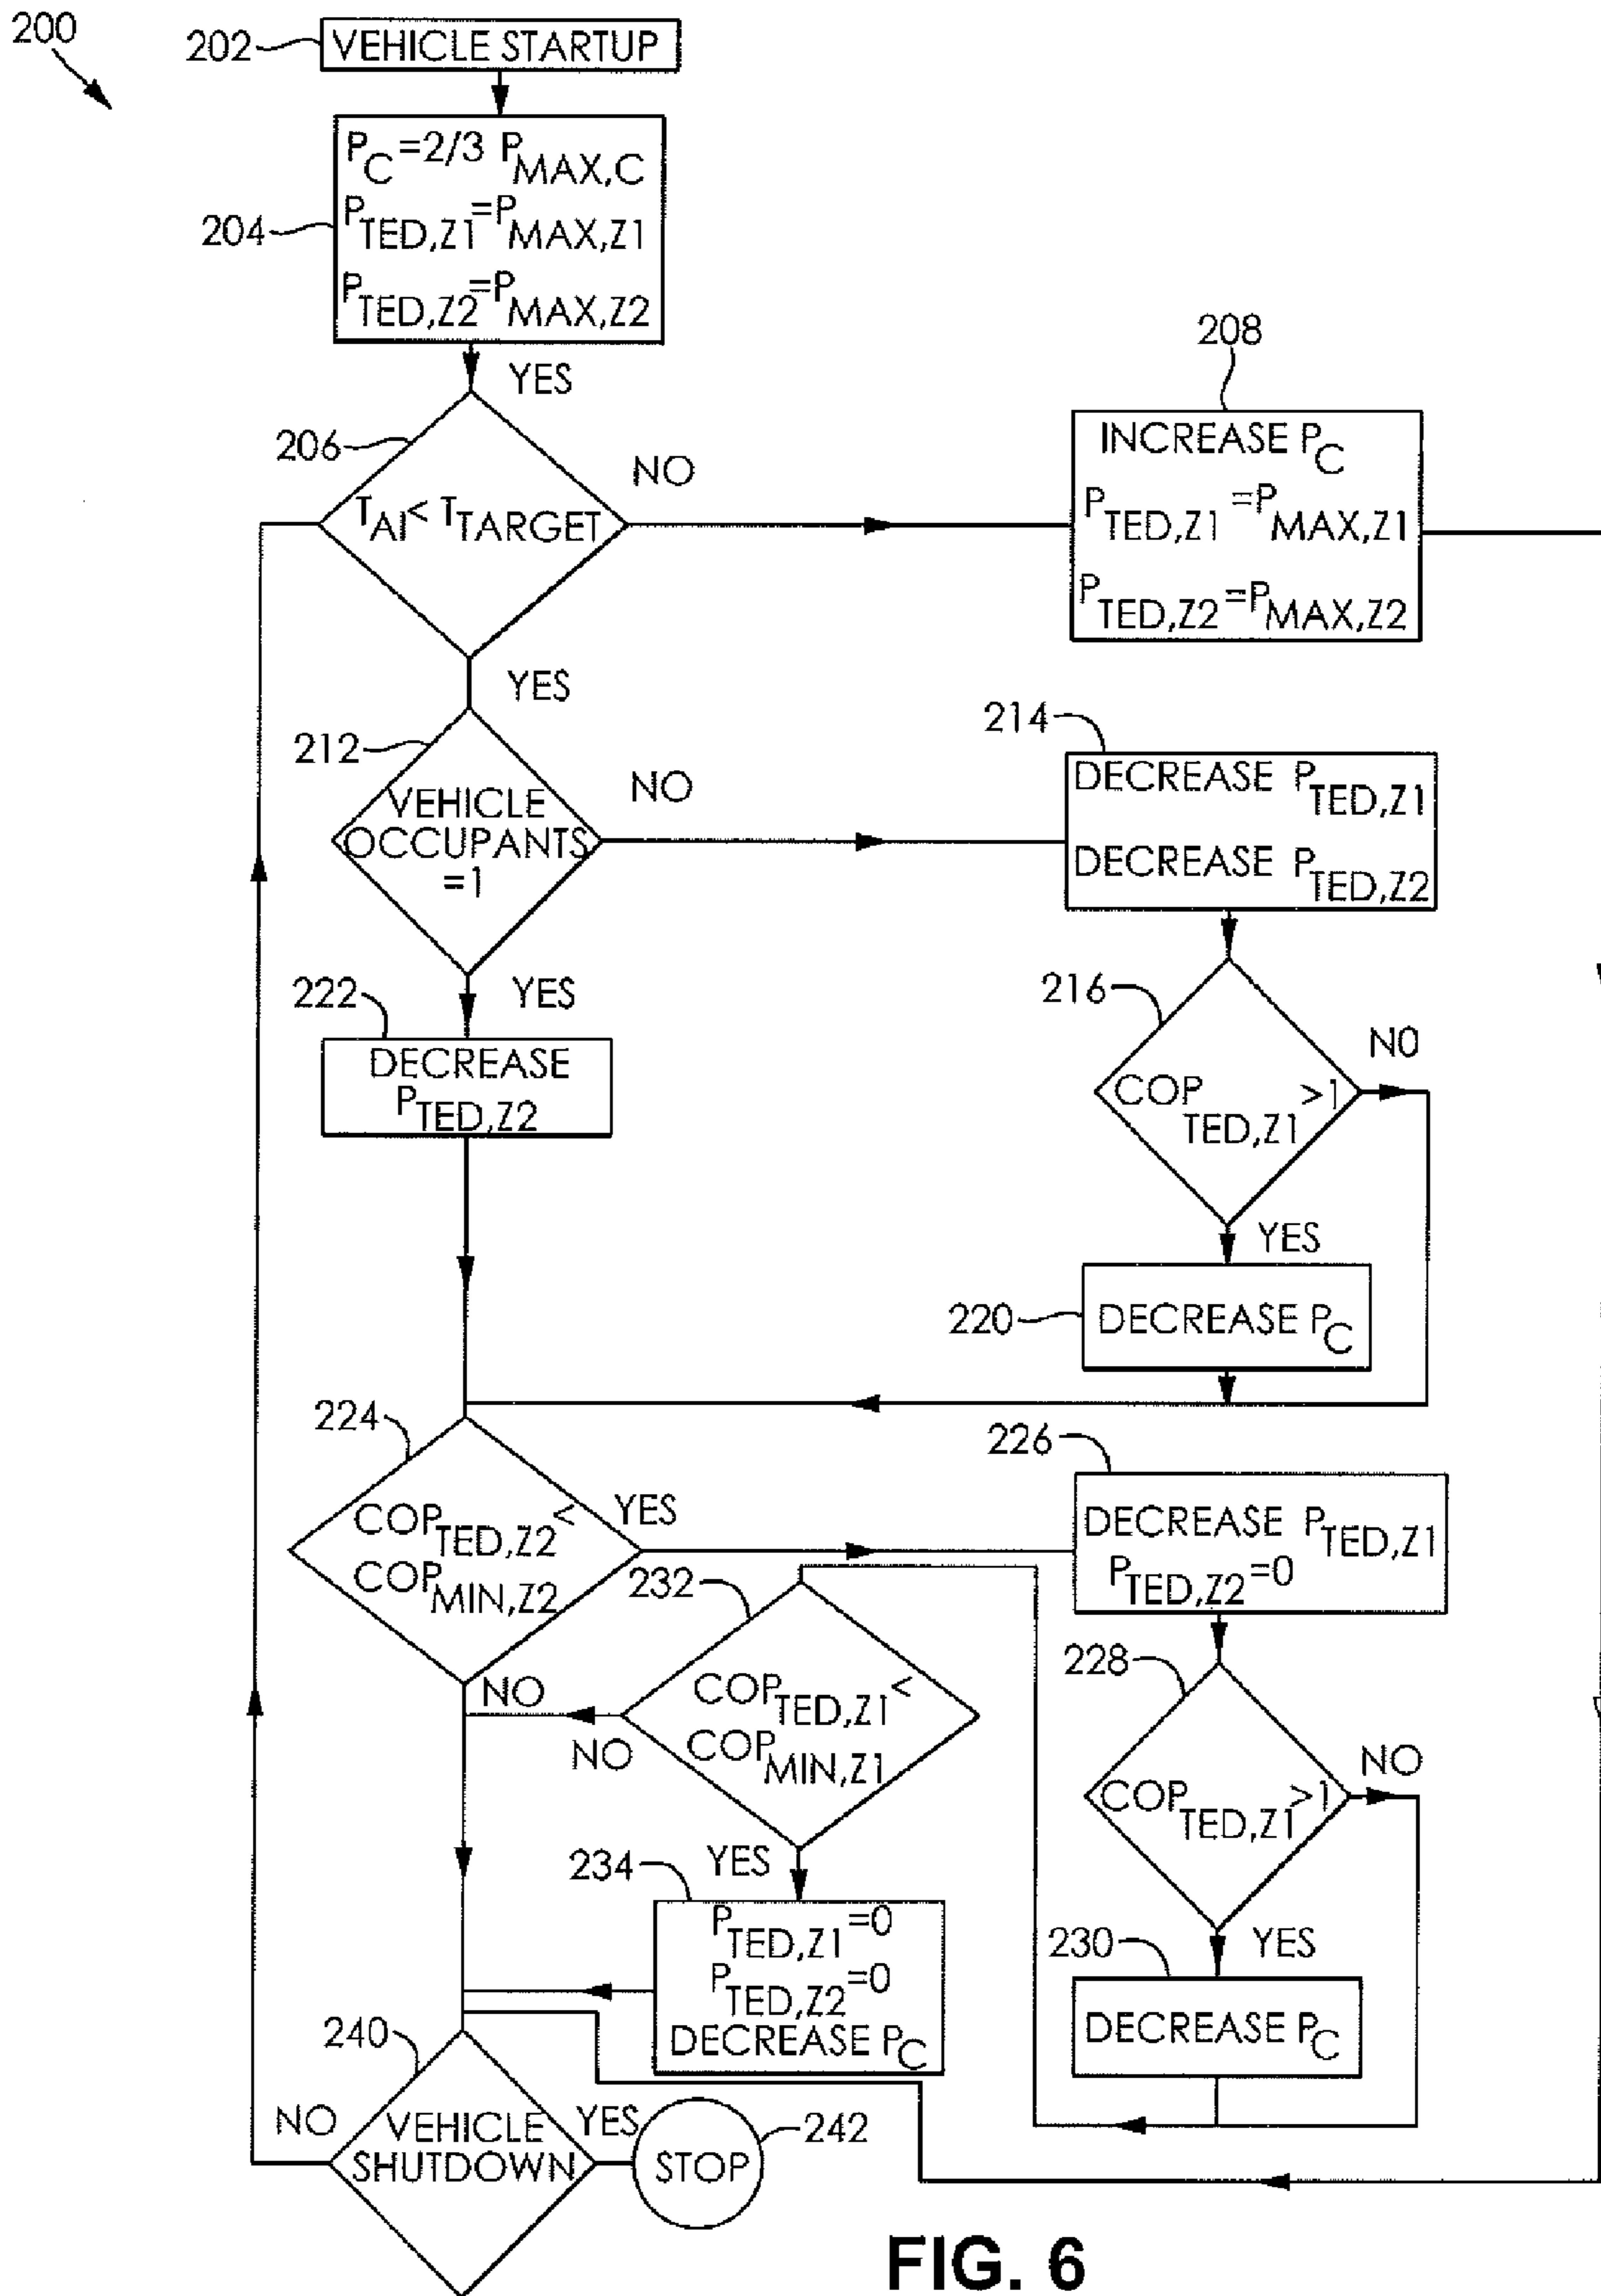 200
202
VEHICLE STARTUP
P_C = 2/3 P_MAX,C
204
P_TED,Z1 = P_MAX,Z1
P_TED,Z2 = P_MAX,Z2
YES
208
206
NO
T_AI < T_TARGET
INCREASE P_C
P_TED,Z1 = P_MAX,Z1
P_TED,Z2 = P_MAX,Z2
YES
212
NO
VEHICLE
OCCUPANTS
=1
214
DECREASE P_TED,Z1
DECREASE P_TED,Z2
222
YES
DECREASE
P_TED,Z2
216
NO
COP_TED,Z1 >1
YES
220
DECREASE P_C
224
COP_TED,Z2 <
COP_MIN,Z2
YES
226
DECREASE P_TED,Z1
P_TED,Z2 =0
232
COP_TED,Z1 <
COP_MIN,Z1
NO
NO
228
COP_TED,Z1 >1
NO
YES
234
P_TED,Z1 =0
P_TED,Z2 =0
DECREASE P_C
YES
230
DECREASE P_C
240
NO
VEHICLE
SHUTDOWN
YES
STOP
242
FIG. 6